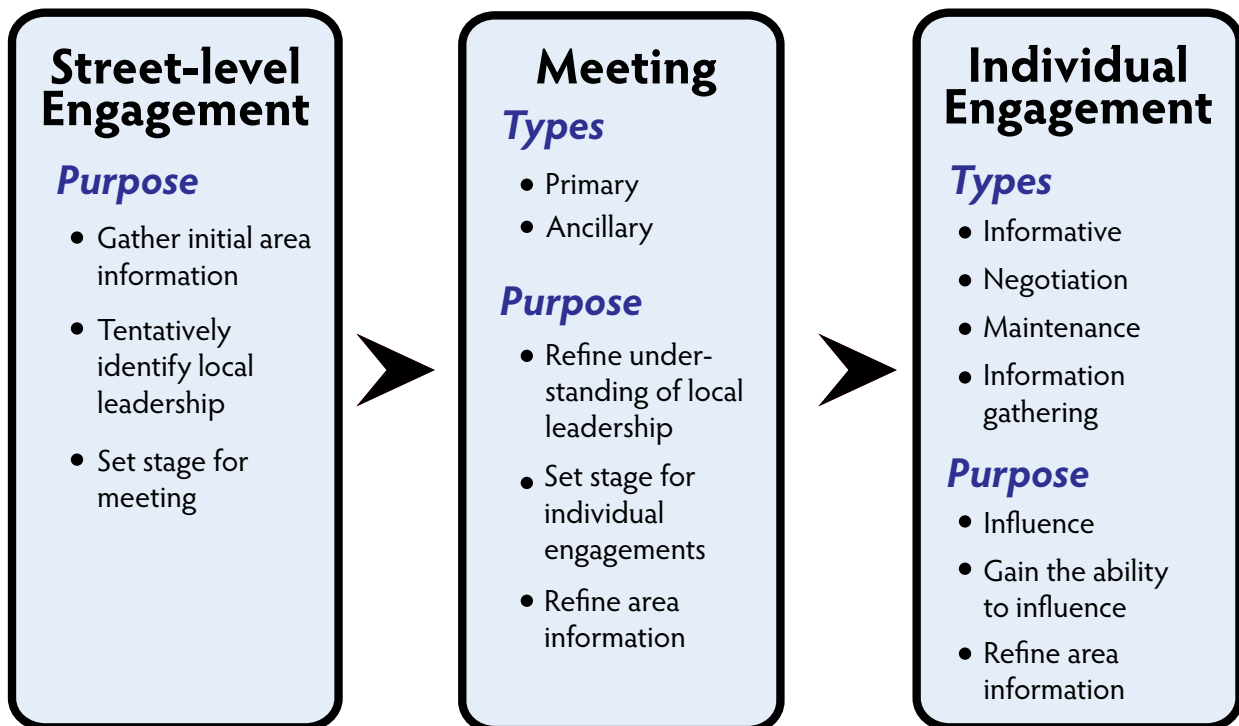 Street-level
Engagement
Purpose
• Gather initial area
information
• Tentatively
identify local
leadership
• Set stage for
meeting
Meeting
Types
• Primary
• Ancillary
Purpose
• Refine under-
standing of local
leadership
• Set stage for
individual
engagements
• Refine area
information
Individual
Engagement
Types
• Informative
• Negotiation
• Maintenance
• Information
gathering
Purpose
• Influence
• Gain the ability
to influence
• Refine area
information